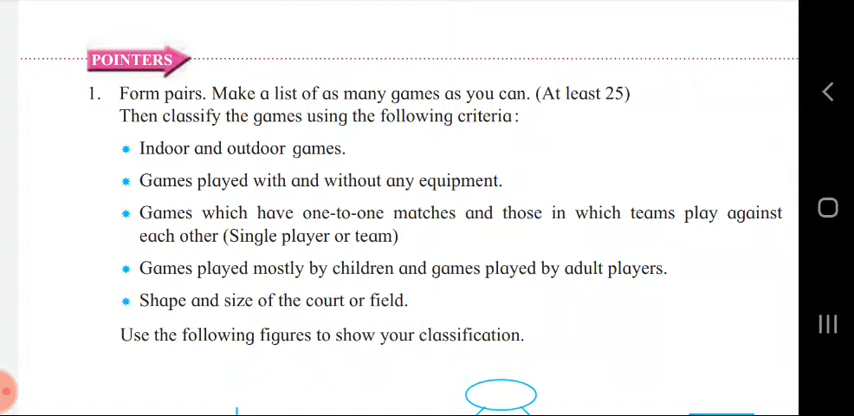 POINTERS
1. Form pairs. Make a list of as many games as you can. (At least 25)
Then classify the games using the following criteria:
* Indoor and outdoor games.
* Games played with and without any equipment.
* Games which have one-to-one matches and those in which teams play against
each other (Single player or team)
* Games played mostly by children and games played by adult players.
* Shape and size of the court or field.
Use the following figures to show your classification.